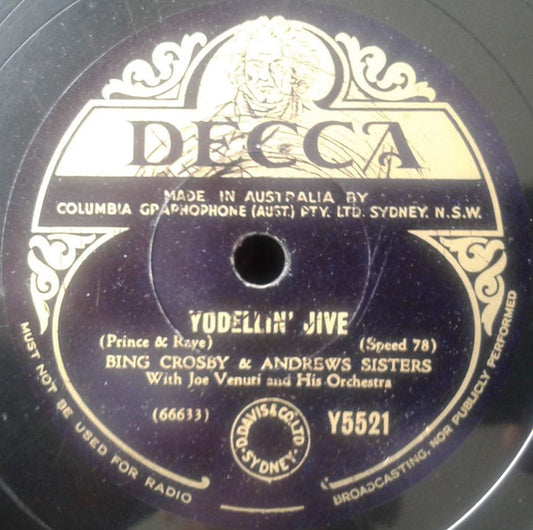 DECCA
MADE IN AUSTRALIA BY
COLUMBIA GRAPHOPHONE (AUST.) PTY. LTD. SYDNEY. N.S.W.
YODELLIN' JIVE
(Prince & Raye) (Speed 78)
BING CROSBY & ANDREWS SISTERS
With Joe Venuti and His Orchestra
(66633) D. DAVIS & CO. LTD. SYDNEY Y5521
MUST NOT BE USED FOR RADIO
BROADCASTING, NOR PUBLICLY PERFORMED